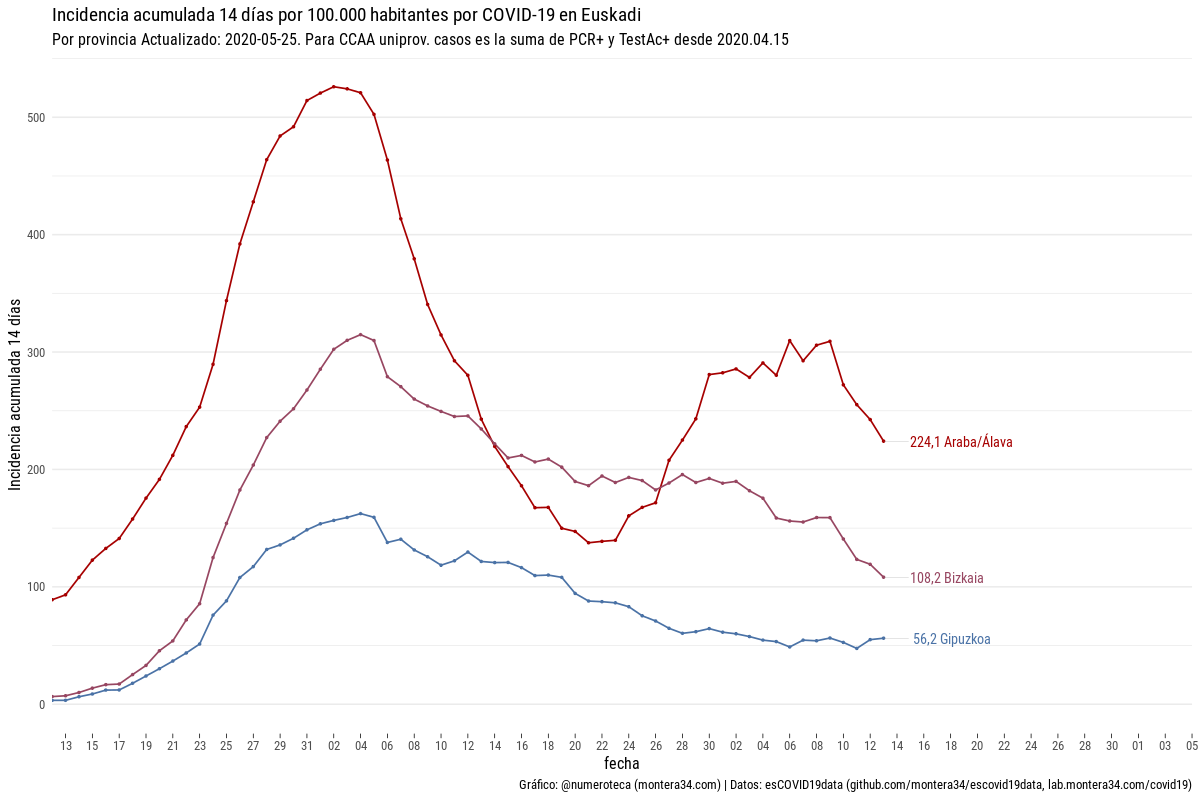 Incidencia acumulada 14 días por 100.000 habitantes por COVID-19 en Euskadi
Por provincia Actualizado: 2020-05-25. Para CCAA uniprov. casos es la suma de PCR+ y TestAc+ desde 2020.04.15
Incidencia acumulada 14 días
500
400
300
200
100
0
224,1 Araba/Álava
108,2 Bizkaia
56,2 Gipuzkoa
13 15 17 19 21 23 25 27 29 31 02 04 06 08 10 12 14 16 18 20 22 24 26 28 30 02 04 06 08 10 12 14 16 18 20 22 24 26 28 30 01 03 05
fecha
Gráfico: @numeroteca (montera34.com) | Datos: esCOVID19data (github.com/montera34/escovid19data, lab.montera34.com/covid19)